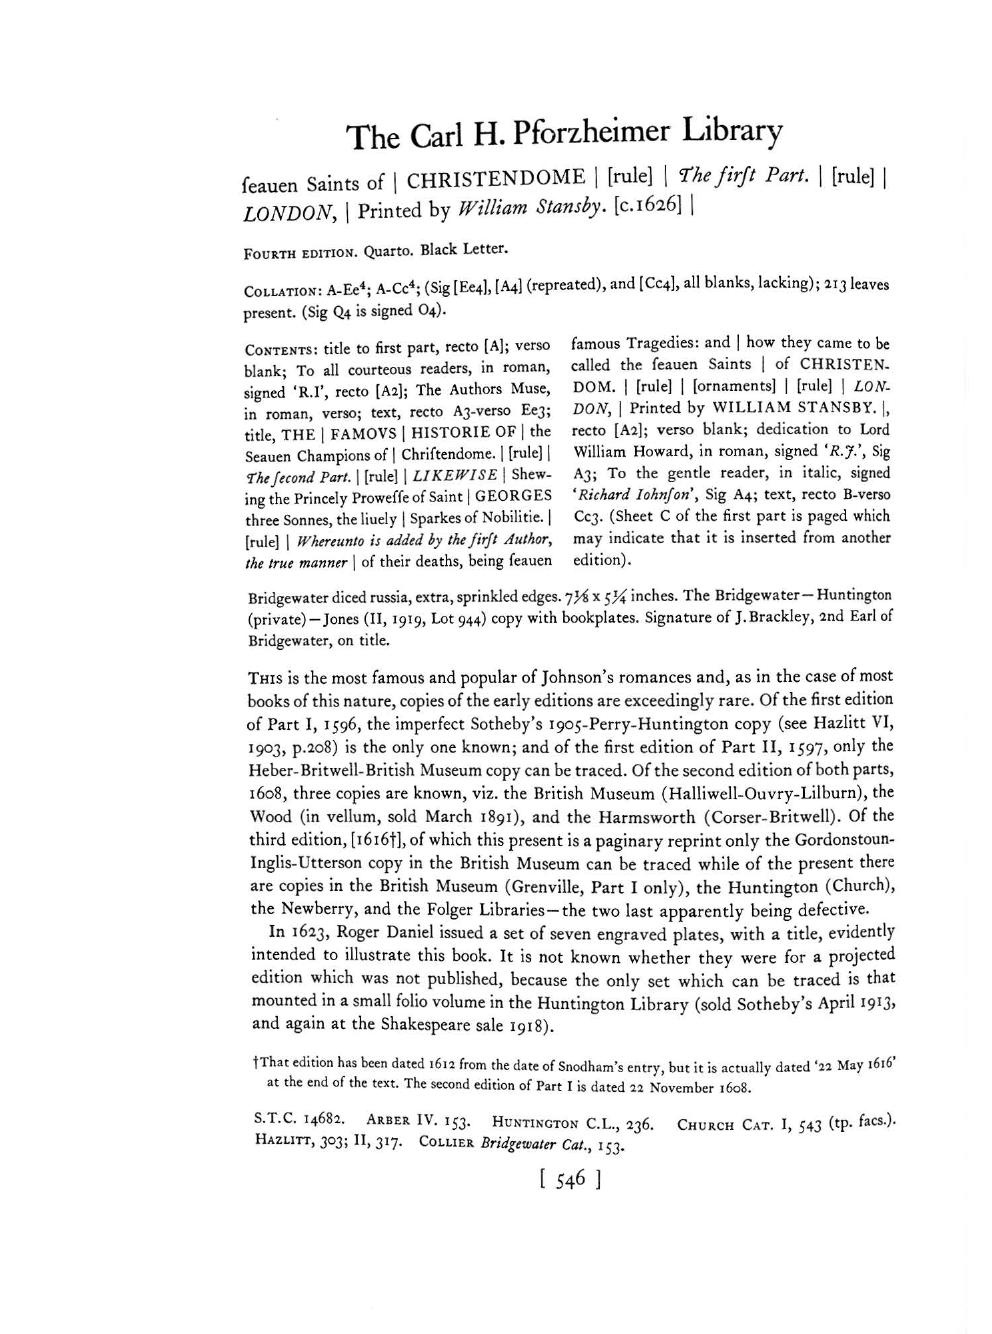 The Carl H. Pforzheimer Library
ſeauen Saints of | CHRISTENDOME | [rule] | The firſt Part. | [rule] |
LONDON, | Printed by William Stansby. [c.1626] |
FOURTH EDITION. Quarto. Black Letter.
COLLATION: A-Ee⁴; A-Cc⁴; (Sig [Ee4], [A4] (repreated), and [Cc4], all blanks, lacking); 213 leaves
present. (Sig Q4 is signed O4).
CONTENTS: title to first part, recto [A]; verso
blank; To all courteous readers, in roman,
signed ‘R.I’, recto [A2]; The Authors Muse,
in roman, verso; text, recto A3-verso Ee3;
title, THE | FAMOVS | HISTORIE OF | the
Seauen Champions of | Chriſtendome. | [rule] |
The ſecond Part. | [rule] | LIKEWISE | Shew-
ing the Princely Proweſſe of Saint | GEORGES
three Sonnes, the liuely | Sparkes of Nobilitie. |
[rule] | Whereunto is added by the firſt Author,
the true manner | of their deaths, being ſeauen
famous Tragedies: and | how they came to be
called the ſeauen Saints | of CHRISTEN-
DOM. | [rule] | [ornaments] | [rule] | LON-
DON, | Printed by WILLIAM STANSBY. |,
recto [A2]; verso blank; dedication to Lord
William Howard, in roman, signed ‘R.J.’, Sig
A3; To the gentle reader, in italic, signed
‘Richard Iohnſon’, Sig A4; text, recto B-verso
Cc3. (Sheet C of the first part is paged which
may indicate that it is inserted from another
edition).
Bridgewater diced russia, extra, sprinkled edges. 7⅛ x 5¼ inches. The Bridgewater—Huntington
(private)—Jones (II, 1919, Lot 944) copy with bookplates. Signature of J. Brackley, 2nd Earl of
Bridgewater, on title.
THIS is the most famous and popular of Johnson’s romances and, as in the case of most
books of this nature, copies of the early editions are exceedingly rare. Of the first edition
of Part I, 1596, the imperfect Sotheby’s 1905-Perry-Huntington copy (see Hazlitt VI,
1903, p.208) is the only one known; and of the first edition of Part II, 1597, only the
Heber-Britwell-British Museum copy can be traced. Of the second edition of both parts,
1608, three copies are known, viz. the British Museum (Halliwell-Ouvry-Lilburn), the
Wood (in vellum, sold March 1891), and the Harmsworth (Corser-Britwell). Of the
third edition, [1616†], of which this present is a paginary reprint only the Gordonstoun-
Inglis-Utterson copy in the British Museum can be traced while of the present there
are copies in the British Museum (Grenville, Part I only), the Huntington (Church),
the Newberry, and the Folger Libraries—the two last apparently being defective.
In 1623, Roger Daniel issued a set of seven engraved plates, with a title, evidently
intended to illustrate this book. It is not known whether they were for a projected
edition which was not published, because the only set which can be traced is that
mounted in a small folio volume in the Huntington Library (sold Sotheby’s April 1913,
and again at the Shakespeare sale 1918).
†That edition has been dated 1612 from the date of Snodham’s entry, but it is actually dated ‘22 May 1616’
at the end of the text. The second edition of Part I is dated 22 November 1608.
S.T.C. 14682. ARBER IV. 153. HUNTINGTON C.L., 236. CHURCH CAT. I, 543 (tp. facs.).
HAZLITT, 303; II, 317. COLLIER Bridgewater Cat., 153.
[ 546 ]